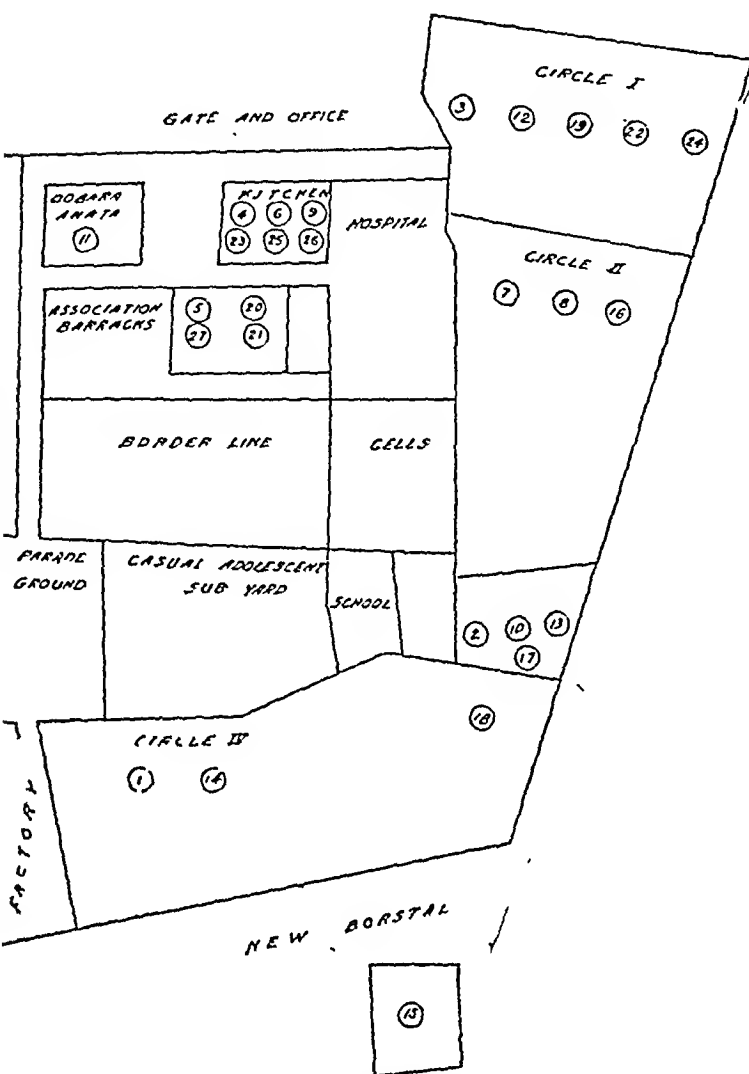 CIRCLE I
3 12 19 22 24
GATE AND OFFICE
DOBARA
AHATA
11
KITCHEN
4 6 9
23 25 26
HOSPITAL
CIRCLE II
7 8 16
ASSOCIATION
BARRACKS
5 20
27 21
BORDER LINE
CELLS
PARADE
GROUND
CASUAL ADOLESCENT
SUB YARD
SCHOOL
2 10 13
17
18
CIRCLE IV
1 14
FACTORY
NEW BORSTAL
15